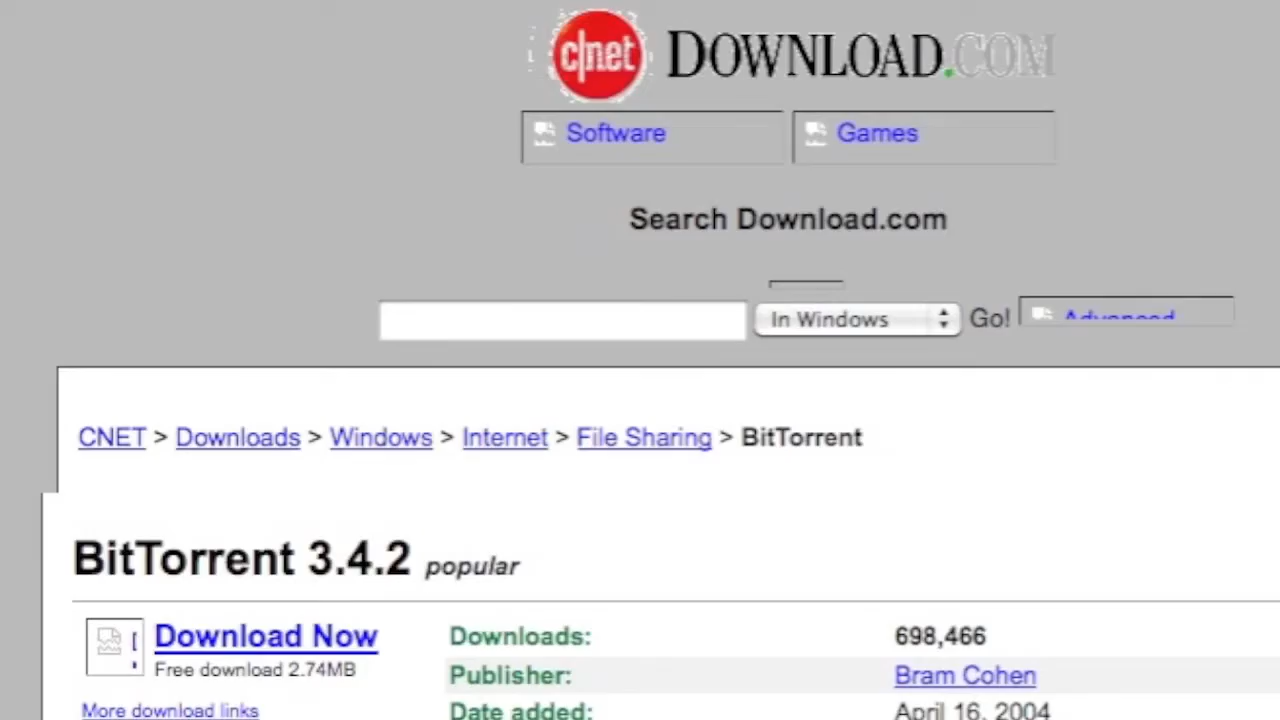 c|net DOWNLOAD.COM
Software Games
Search Download.com
In Windows Go! Advanced
CNET > Downloads > Windows > Internet > File Sharing > BitTorrent
BitTorrent 3.4.2 popular
Download Now Downloads: 698,466
Free download 2.74MB Publisher: Bram Cohen
More download links Date added: April 16, 2004